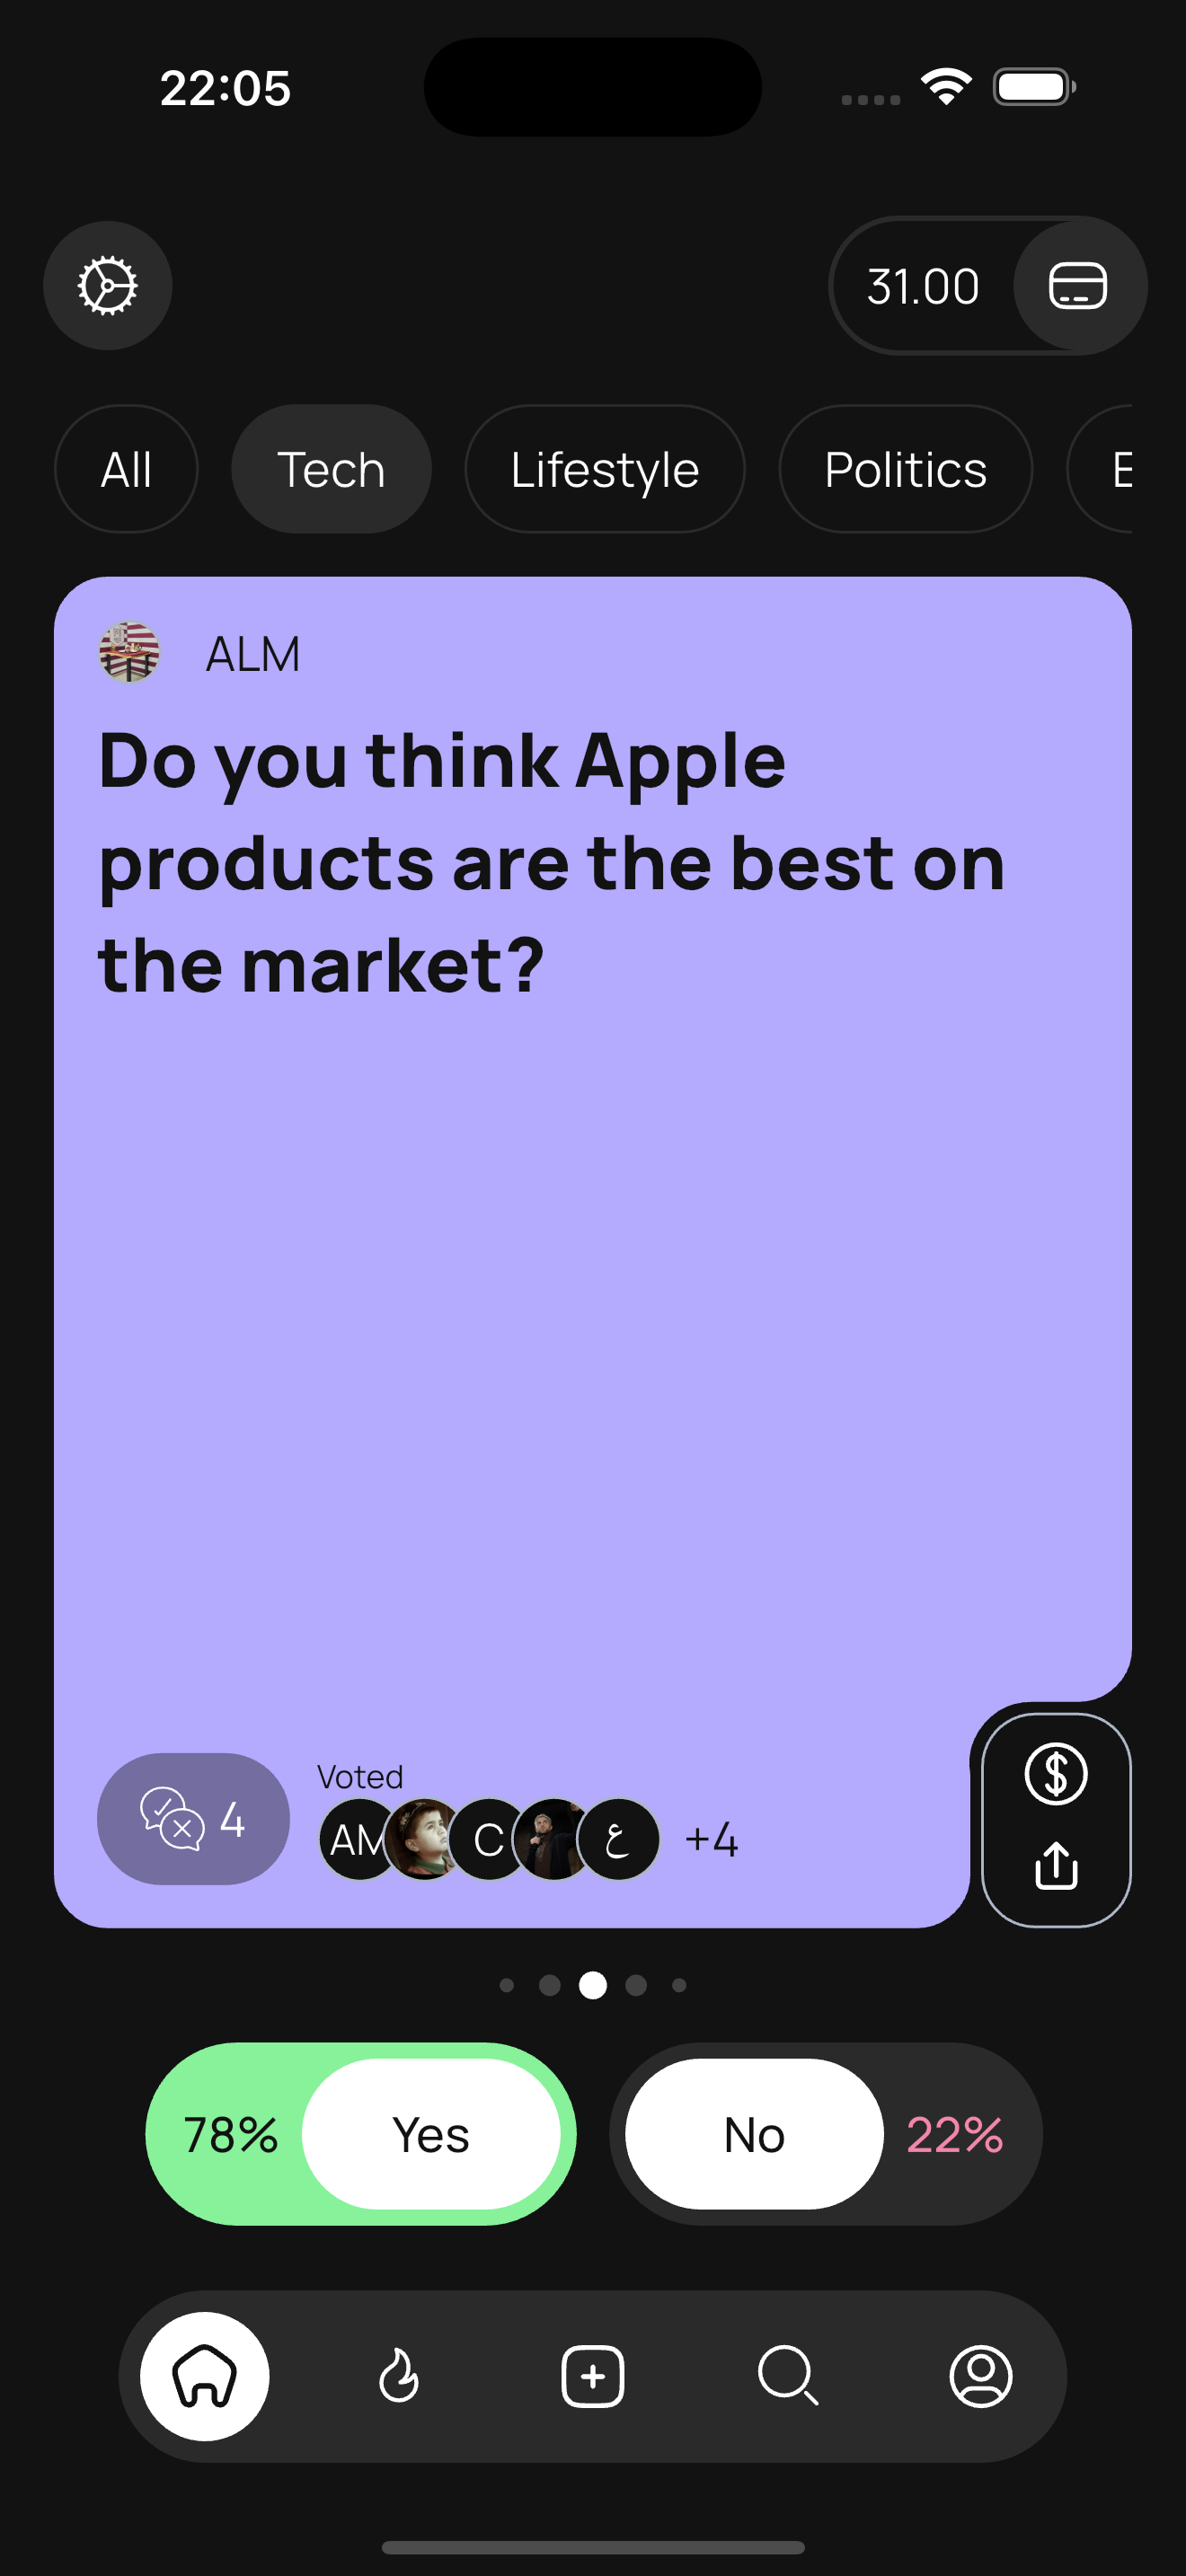 22:05
31.00
All Tech Lifestyle Politics
ALM
Do you think Apple
products are the best on
the market?
4
Voted
AM C ع +4
78% Yes No 22%